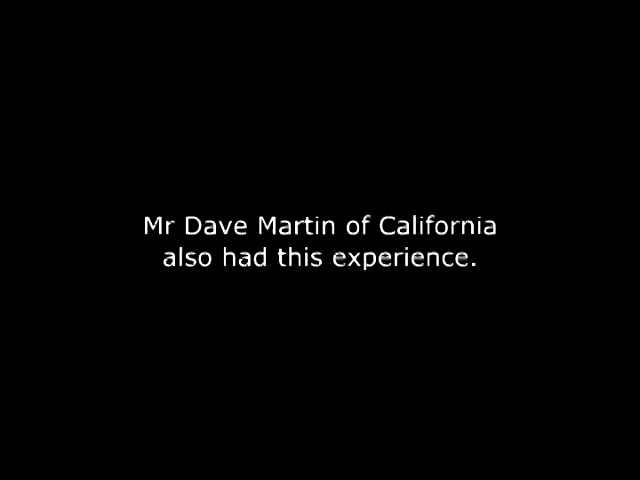 Mr Dave Martin of California
also had this experience.